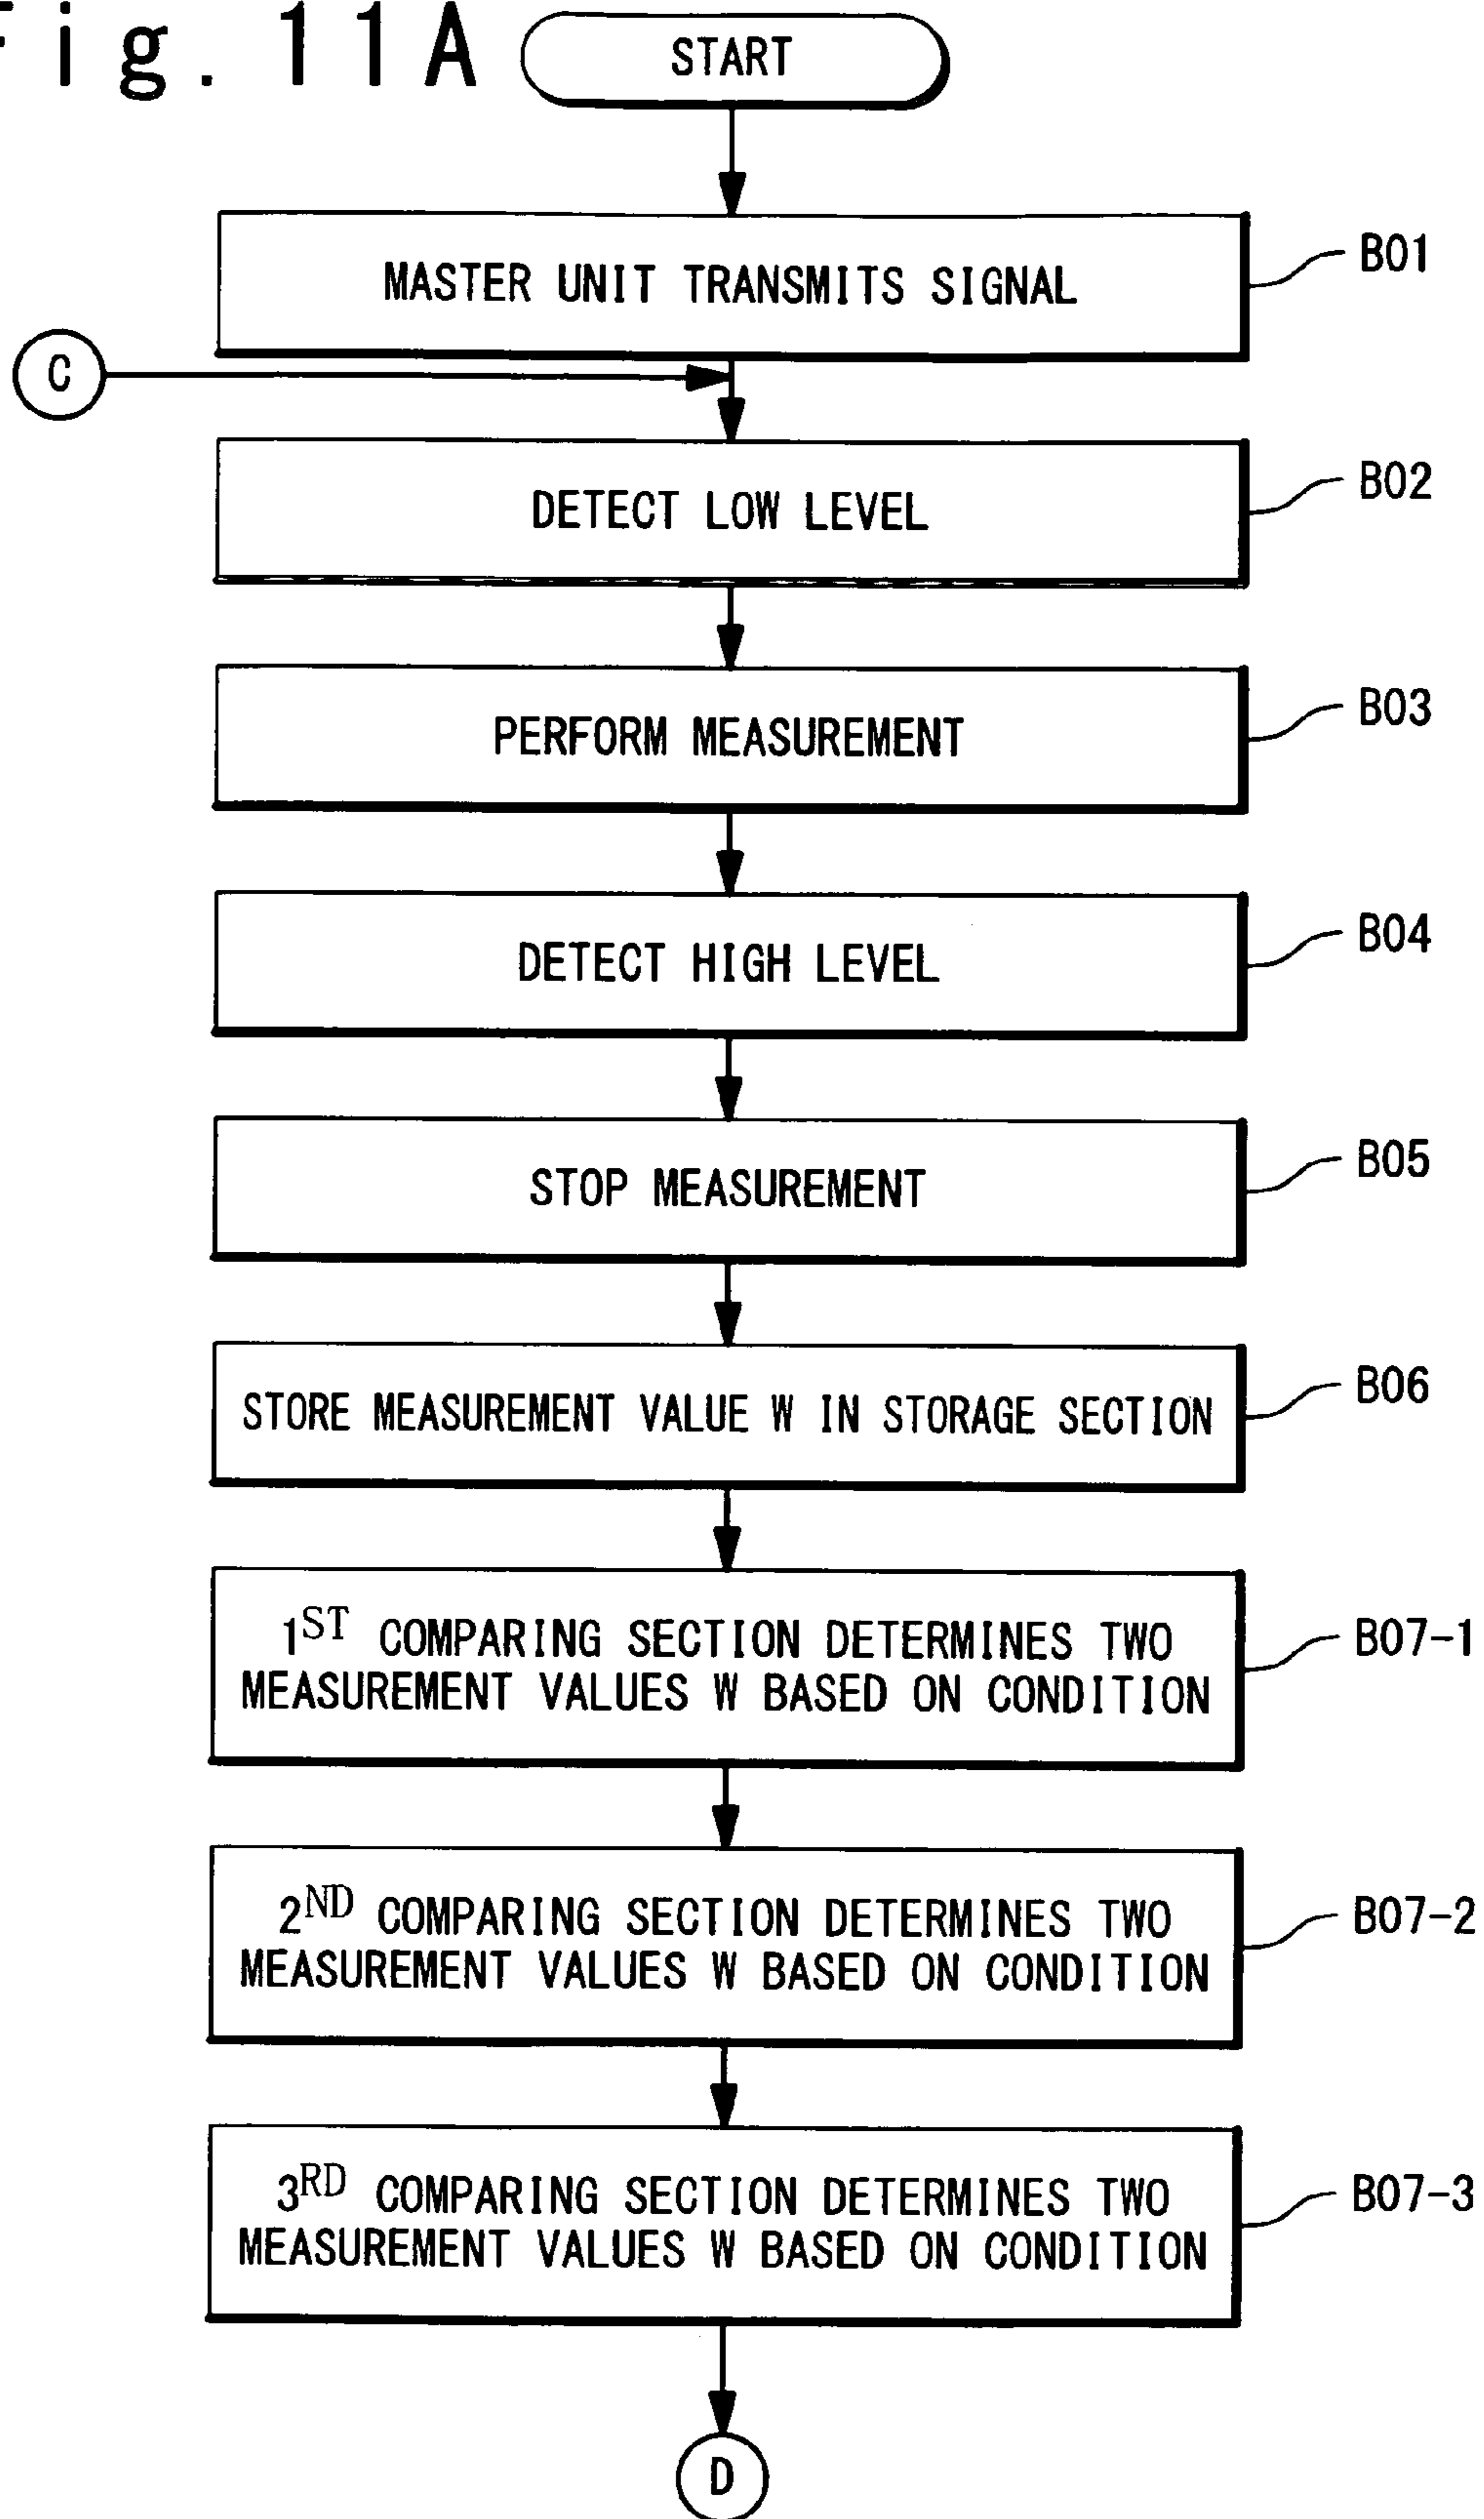 Fig. 11A
START
MASTER UNIT TRANSMITS SIGNAL
B01
C
DETECT LOW LEVEL
B02
PERFORM MEASUREMENT
B03
DETECT HIGH LEVEL
B04
STOP MEASUREMENT
B05
STORE MEASUREMENT VALUE W IN STORAGE SECTION
B06
1ST COMPARING SECTION DETERMINES TWO
MEASUREMENT VALUES W BASED ON CONDITION
B07-1
2ND COMPARING SECTION DETERMINES TWO
MEASUREMENT VALUES W BASED ON CONDITION
B07-2
3RD COMPARING SECTION DETERMINES TWO
MEASUREMENT VALUES W BASED ON CONDITION
B07-3
D